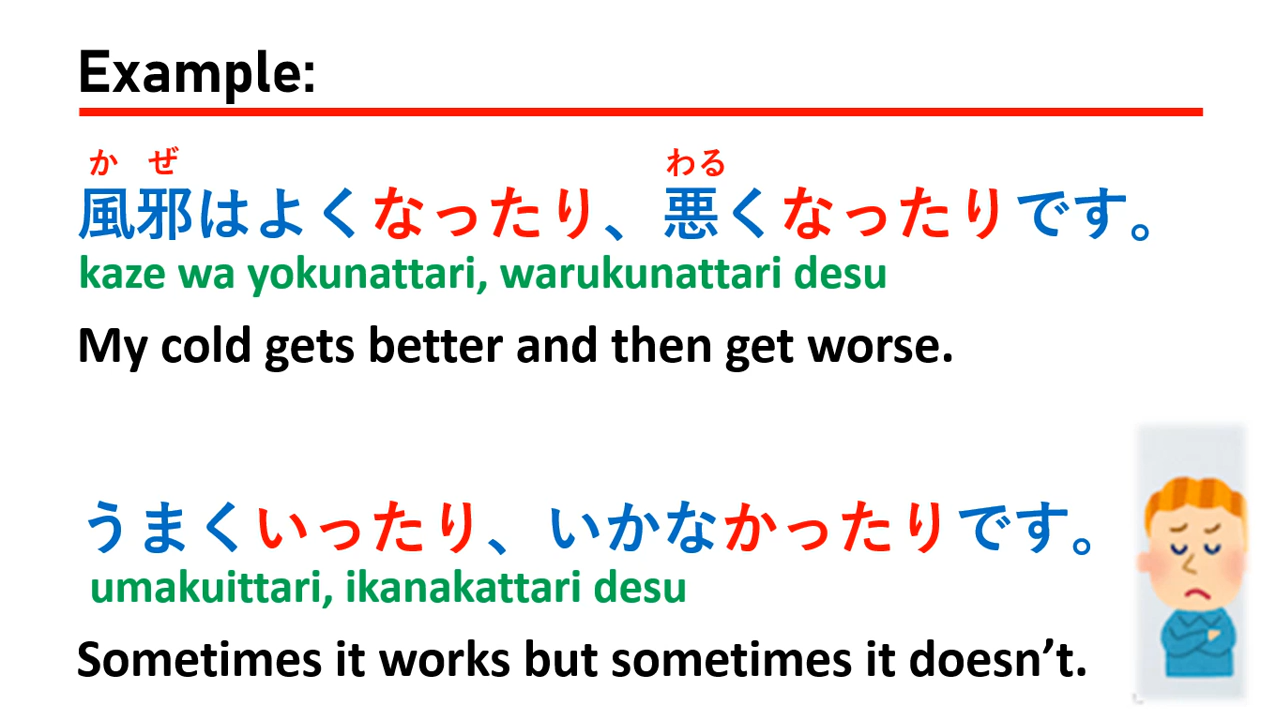 Example:
か ぜ わる
風邪はよくなったり、悪くなったりです。
kaze wa yokunattari, warukunattari desu
My cold gets better and then get worse.
うまくいったり、いかなかったりです。
umakuittari, ikanakattari desu
Sometimes it works but sometimes it doesn’t.